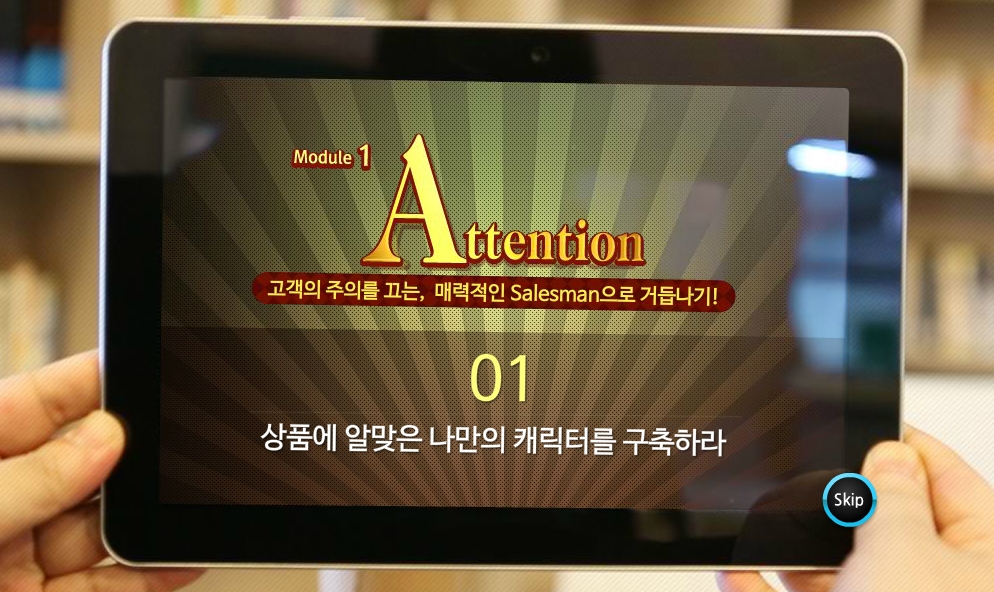 Module 1
Attention
고객의 주의를 끄는, 매력적인 Salesman으로 거듭나기!
01
상품에 알맞은 나만의 캐릭터를 구축하라
Skip